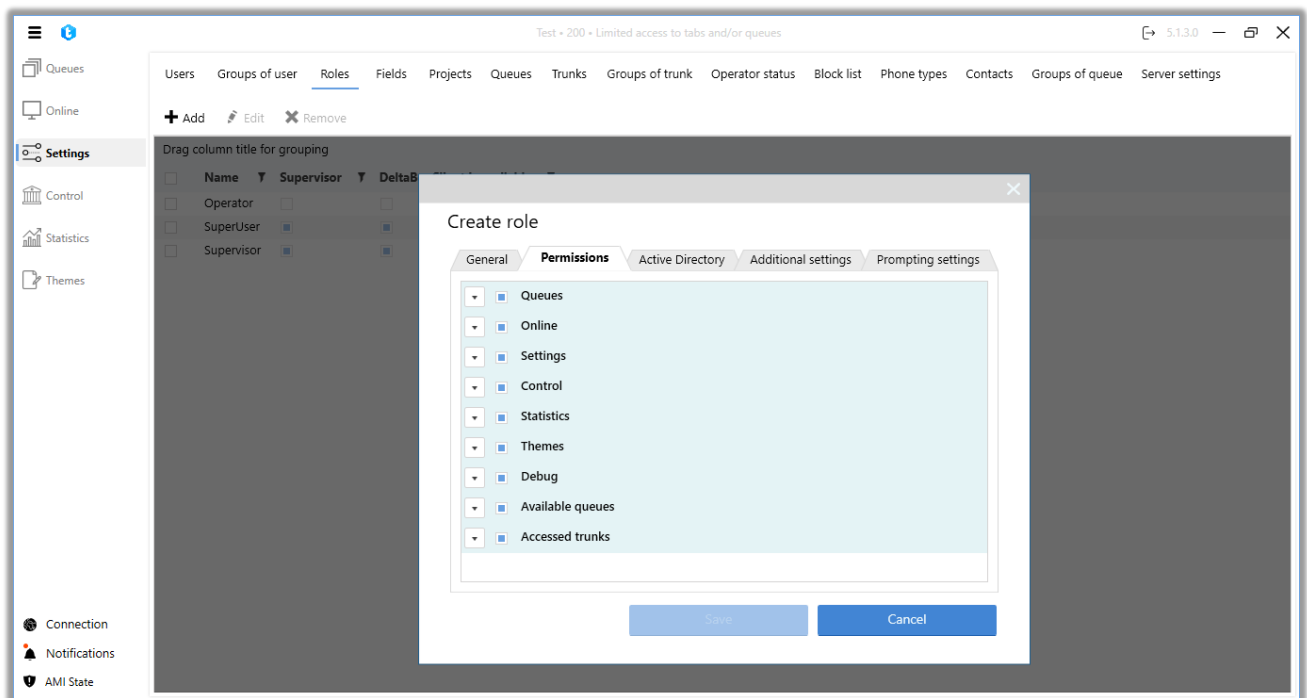 Test • 200 • Limited access to tabs and/or queues 5.1.3.0
Queues
Online
Settings
Control
Statistics
Themes
Connection
Notifications
AMI State
Users Groups of user Roles Fields Projects Queues Trunks Groups of trunk Operator status Block list Phone types Contacts Groups of queue Server settings
Add Edit Remove
Drag column title for grouping
Name Supervisor DeltaB
Operator
SuperUser
Supervisor
Create role
General Permissions Active Directory Additional settings Prompting settings
Queues
Online
Settings
Control
Statistics
Themes
Debug
Available queues
Accessed trunks
Save Cancel